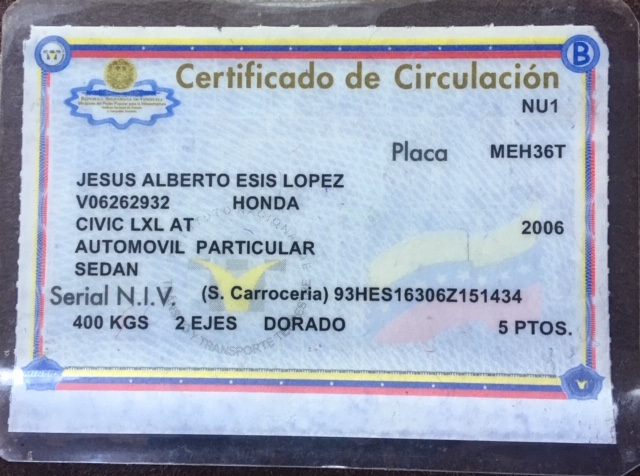 Certificado de Circulación
REPÚBLICA BOLIVARIANA DE VENEZUELA
NU1
B
Placa MEH36T
JESUS ALBERTO ESIS LOPEZ
V06262932 HONDA
CIVIC LXL AT 2006
AUTOMOVIL PARTICULAR
SEDAN
Serial N.I.V. (S. Carroceria) 93HES16306Z151434
400 KGS 2 EJES DORADO 5 PTOS.